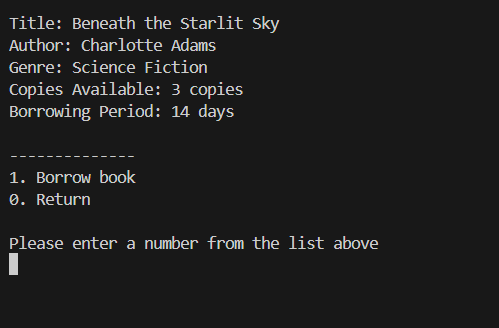 Title: Beneath the Starlit Sky
Author: Charlotte Adams
Genre: Science Fiction
Copies Available: 3 copies
Borrowing Period: 14 days
--------------
1. Borrow book
0. Return
Please enter a number from the list above